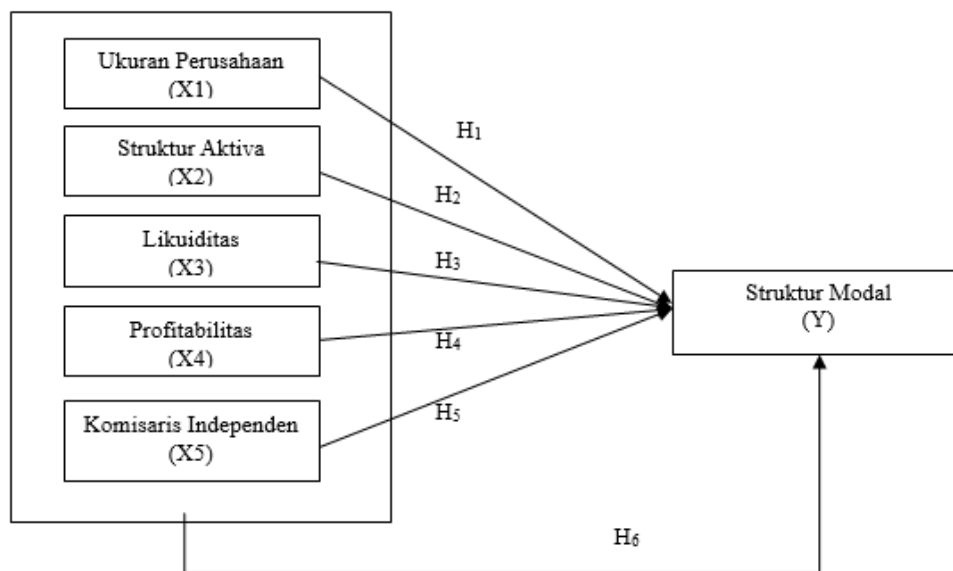 Ukuran Perusahaan
(X1)
H1
Struktur Aktiva
(X2)
H2
Likuiditas
(X3)
H3
Struktur Modal
(Y)
Profitabilitas
(X4)
H4
Komisaris Independen
(X5)
H5
H6